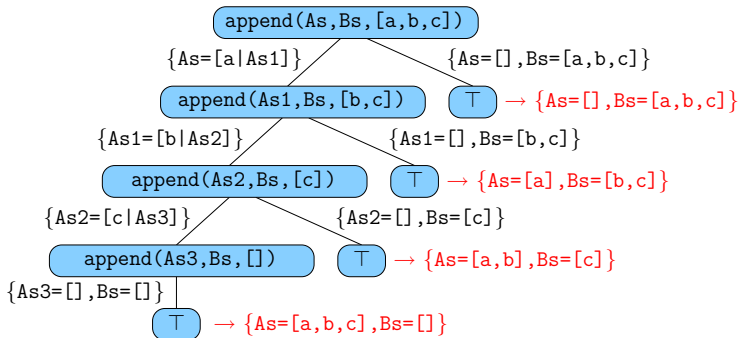 append(As,Bs,[a,b,c])
{As=[a|As1]} {As=[],Bs=[a,b,c]}
append(As1,Bs,[b,c]) ⊤ → {As=[],Bs=[a,b,c]}
{As1=[b|As2]} {As1=[],Bs=[b,c]}
append(As2,Bs,[c]) ⊤ → {As=[a],Bs=[b,c]}
{As2=[c|As3]} {As2=[],Bs=[c]}
append(As3,Bs,[]) ⊤ → {As=[a,b],Bs=[c]}
{As3=[],Bs=[]}
⊤ → {As=[a,b,c],Bs=[]}